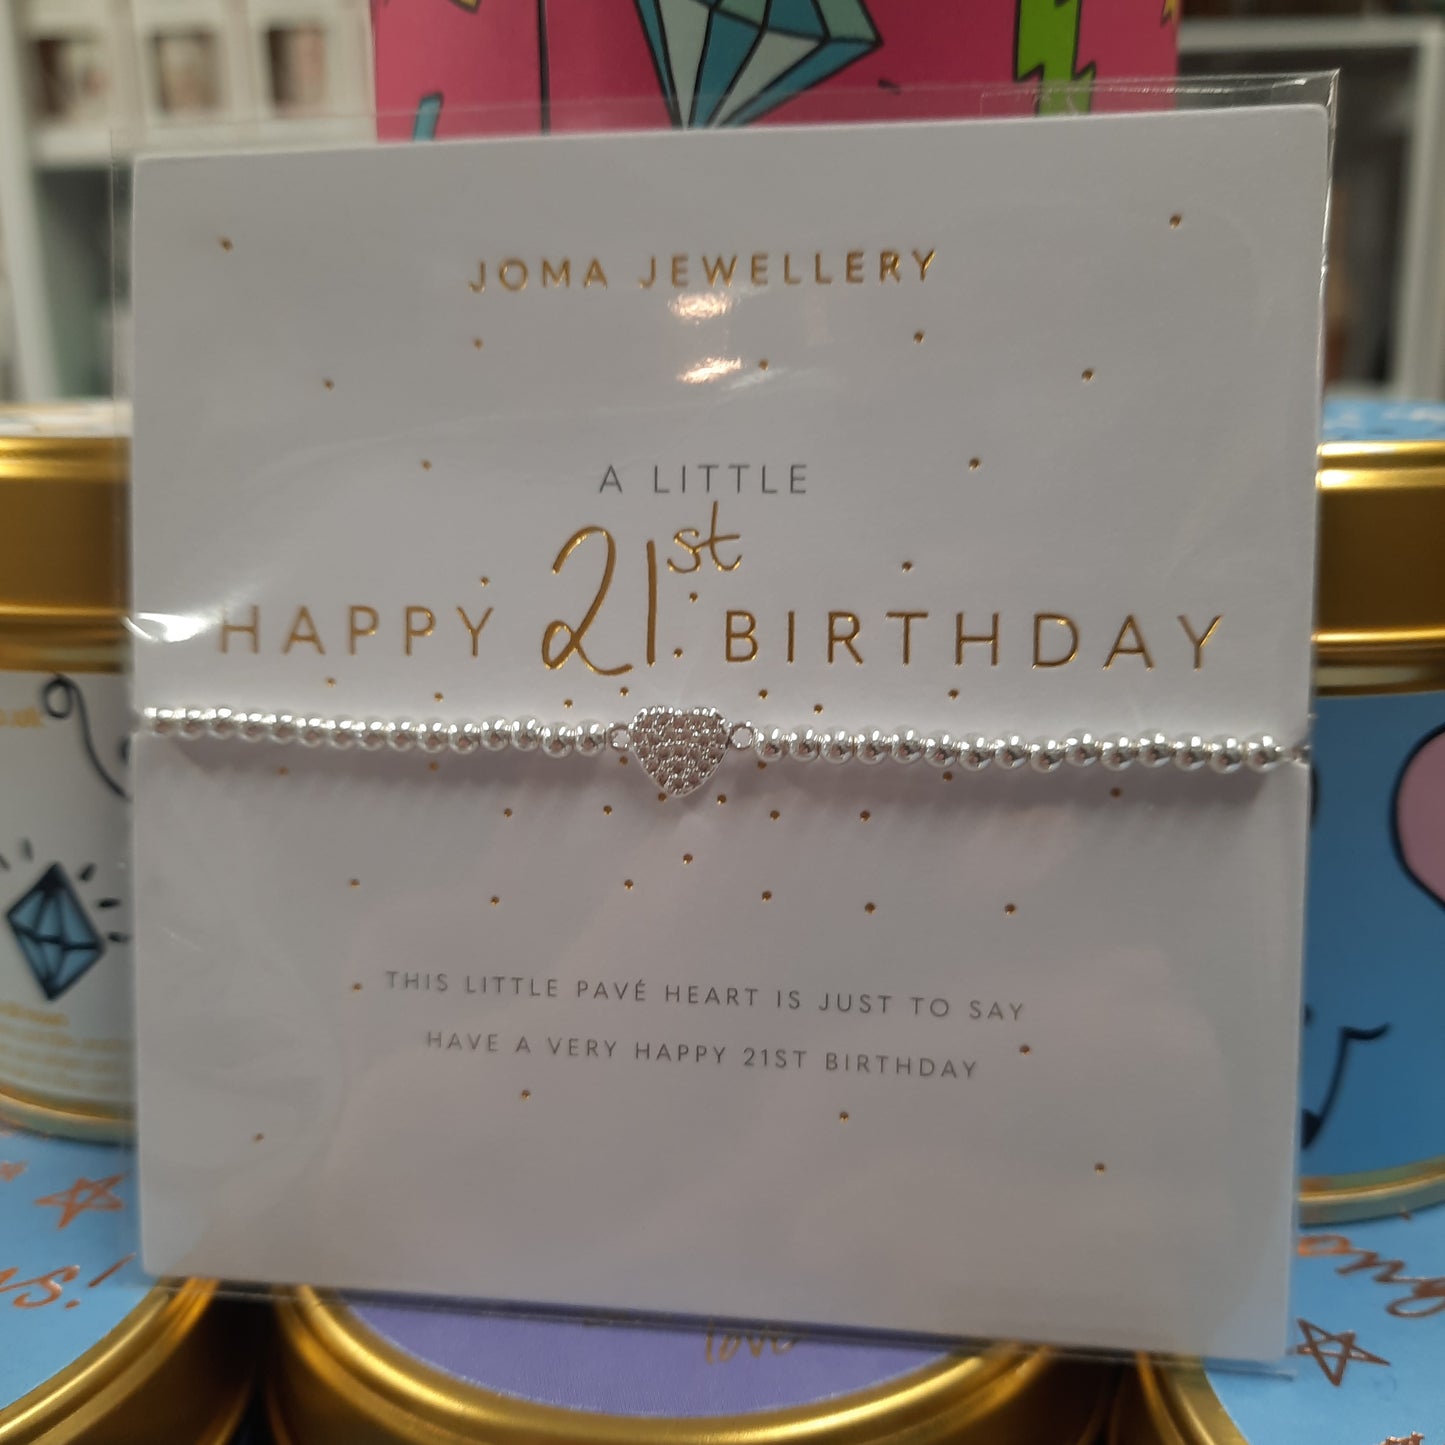 JOMA JEWELLERY
A LITTLE
HAPPY 21st BIRTHDAY
THIS LITTLE PAVÉ HEART IS JUST TO SAY
HAVE A VERY HAPPY 21ST BIRTHDAY
love